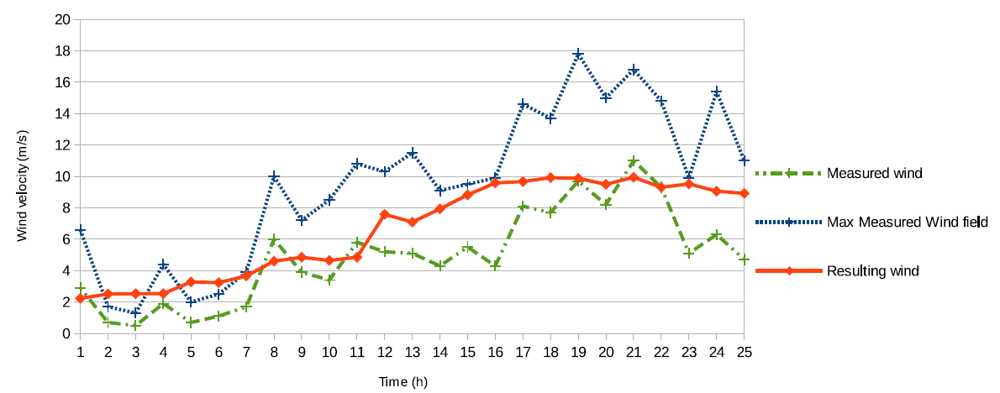 20
18
16
14
12
10
8
6
4
2
0
Wind velocity (m/s)
1 2 3 4 5 6 7 8 9 10 11 12 13 14 15 16 17 18 19 20 21 22 23 24 25
Time (h)
Measured wind
Max Measured Wind field
Resulting wind